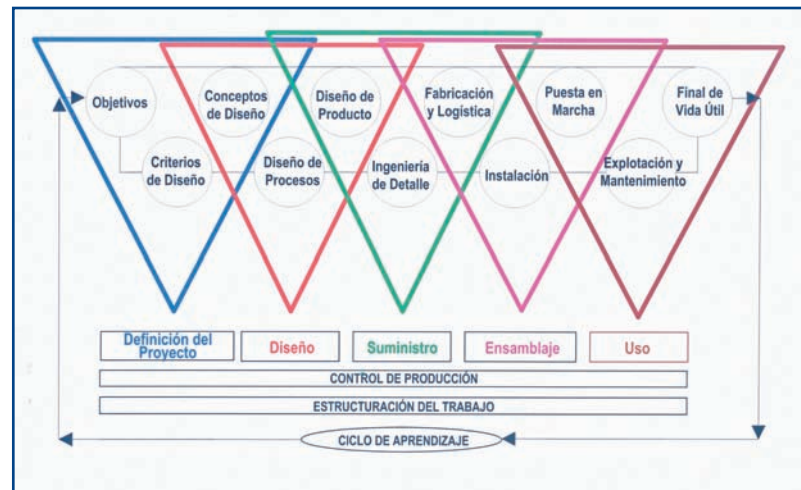 Objetivos
Conceptos
de Diseño
Diseño de
Producto
Fabricación
y Logística
Puesta en
Marcha
Final de
Vida Útil
Criterios
de Diseño
Diseño de
Procesos
Ingeniería
de Detalle
Instalación
Explotación y
Mantenimiento
Definición del
Proyecto
Diseño
Suministro
Ensamblaje
Uso
CONTROL DE PRODUCCIÓN
ESTRUCTURACIÓN DEL TRABAJO
CICLO DE APRENDIZAJE